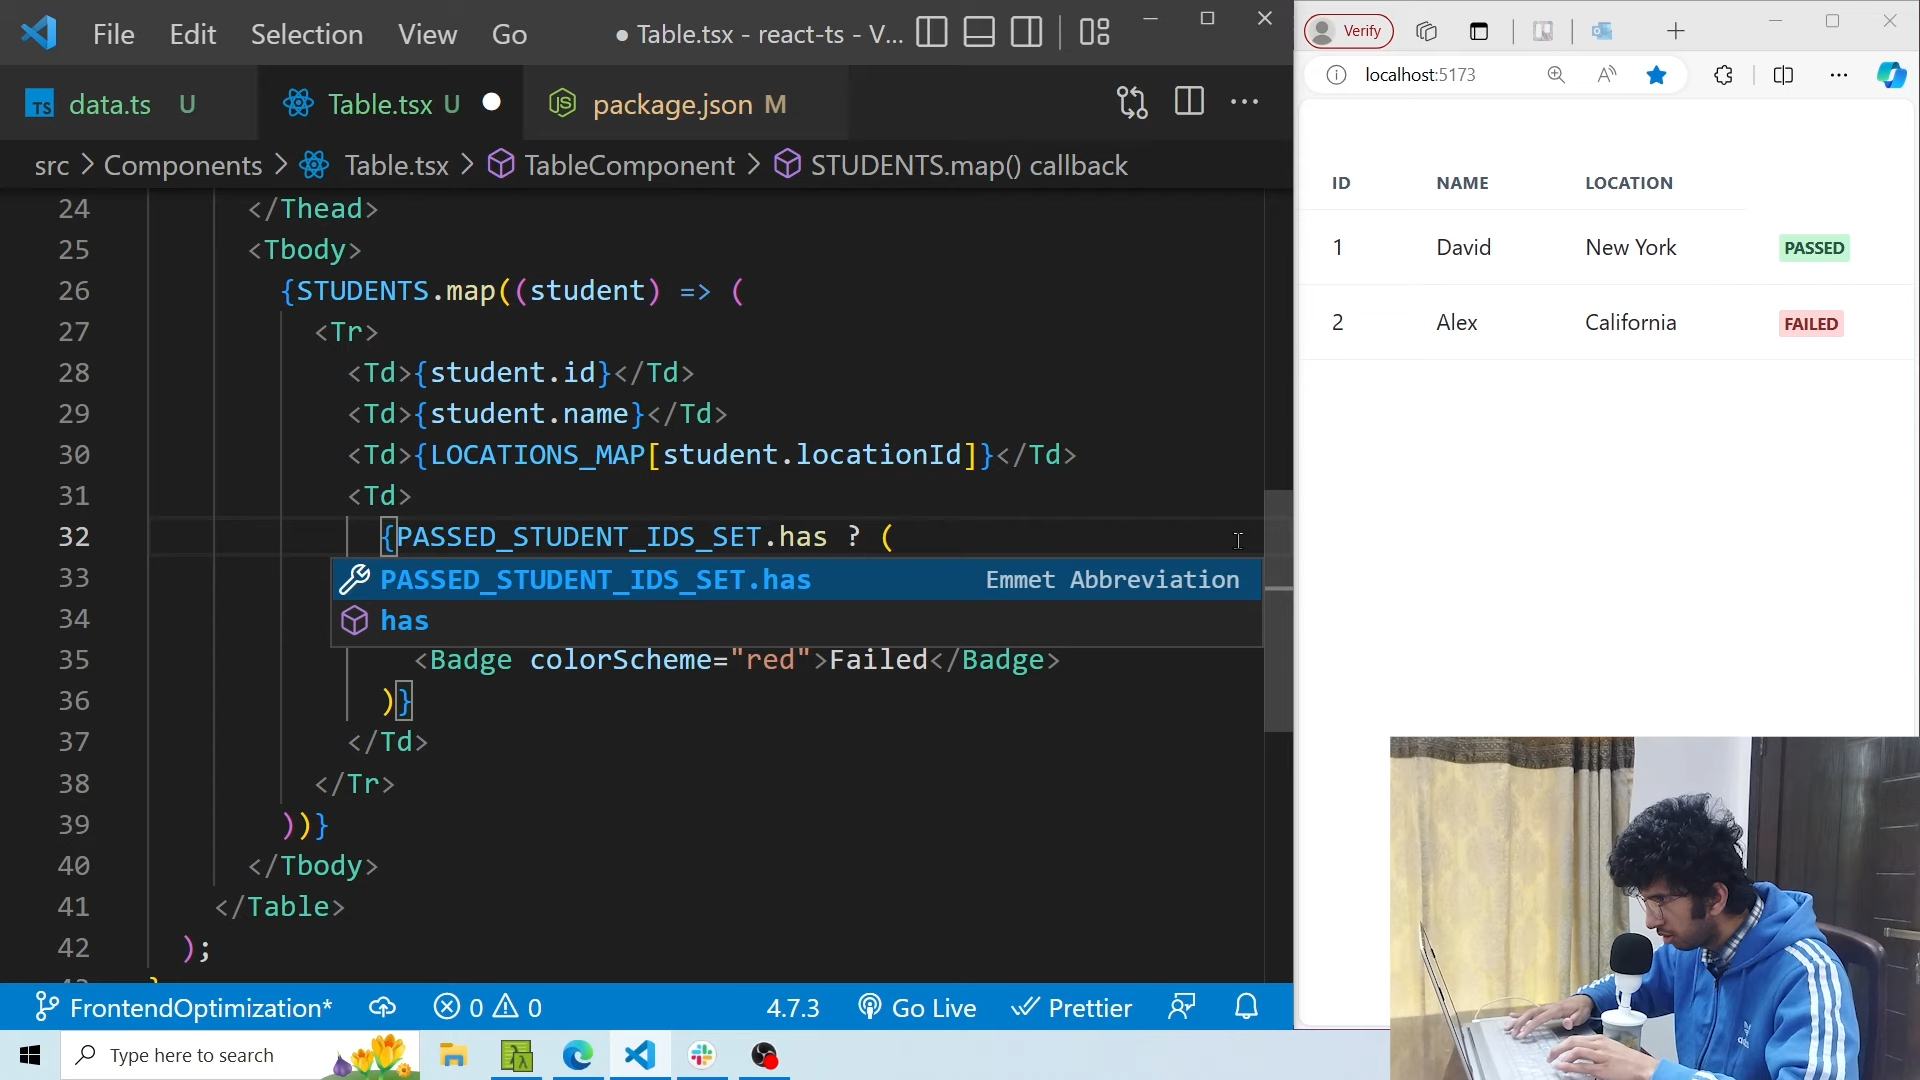 File Edit Selection View Go
● Table.tsx - react-ts - V...
TS data.ts U
Table.tsx U
JS package.json M
src > Components > Table.tsx > TableComponent > STUDENTS.map() callback
24 </Thead>
25 <Tbody>
26 {STUDENTS.map((student) => (
27 <Tr>
28 <Td>{student.id}</Td>
29 <Td>{student.name}</Td>
30 <Td>{LOCATIONS_MAP[student.locationId]}</Td>
31 <Td>
32 {PASSED_STUDENT_IDS_SET.has ? (
33 PASSED_STUDENT_IDS_SET.has Emmet Abbreviation
34 has
35 <Badge colorScheme="red">Failed</Badge>
36 )}
37 </Td>
38 </Tr>
39 ))}
40 </Tbody>
41 </Table>
42 );
FrontendOptimization* 0 0 4.7.3 Go Live Prettier
Type here to search
Verify
localhost:5173
ID NAME LOCATION
1 David New York PASSED
2 Alex California FAILED